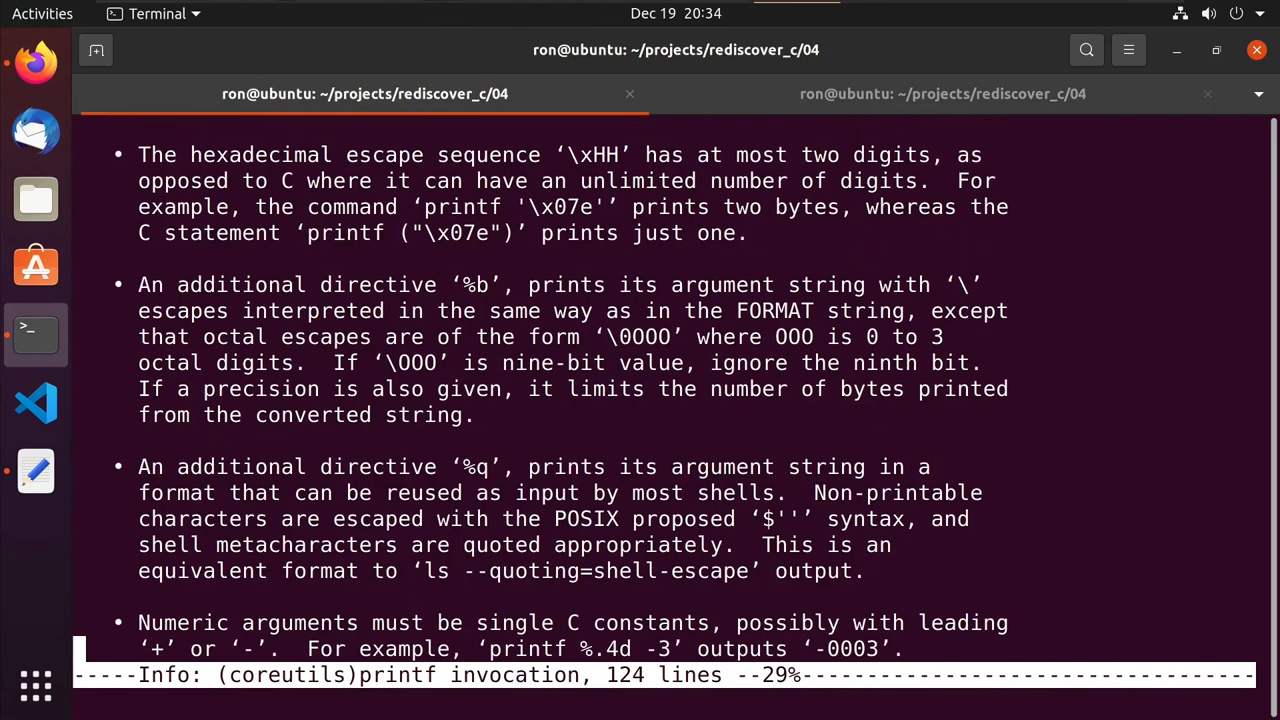 Activities
Terminal
Dec 19 20:34
ron@ubuntu: ~/projects/rediscover_c/04
ron@ubuntu: ~/projects/rediscover_c/04
ron@ubuntu: ~/projects/rediscover_c/04
• The hexadecimal escape sequence ‘\xHH’ has at most two digits, as
opposed to C where it can have an unlimited number of digits.  For
example, the command ‘printf '\x07e'’ prints two bytes, whereas the
C statement ‘printf ("\x07e")’ prints just one.
• An additional directive ‘%b’, prints its argument string with ‘\’
escapes interpreted in the same way as in the FORMAT string, except
that octal escapes are of the form ‘\0OOO’ where OOO is 0 to 3
octal digits.  If ‘\OOO’ is nine-bit value, ignore the ninth bit.
If a precision is also given, it limits the number of bytes printed
from the converted string.
• An additional directive ‘%q’, prints its argument string in a
format that can be reused as input by most shells.  Non-printable
characters are escaped with the POSIX proposed ‘$''’ syntax, and
shell metacharacters are quoted appropriately.  This is an
equivalent format to ‘ls --quoting=shell-escape’ output.
• Numeric arguments must be single C constants, possibly with leading
‘+’ or ‘-’.  For example, ‘printf %.4d -3’ outputs ‘-0003’.
-----Info: (coreutils)printf invocation, 124 lines --29%-----------------------------------